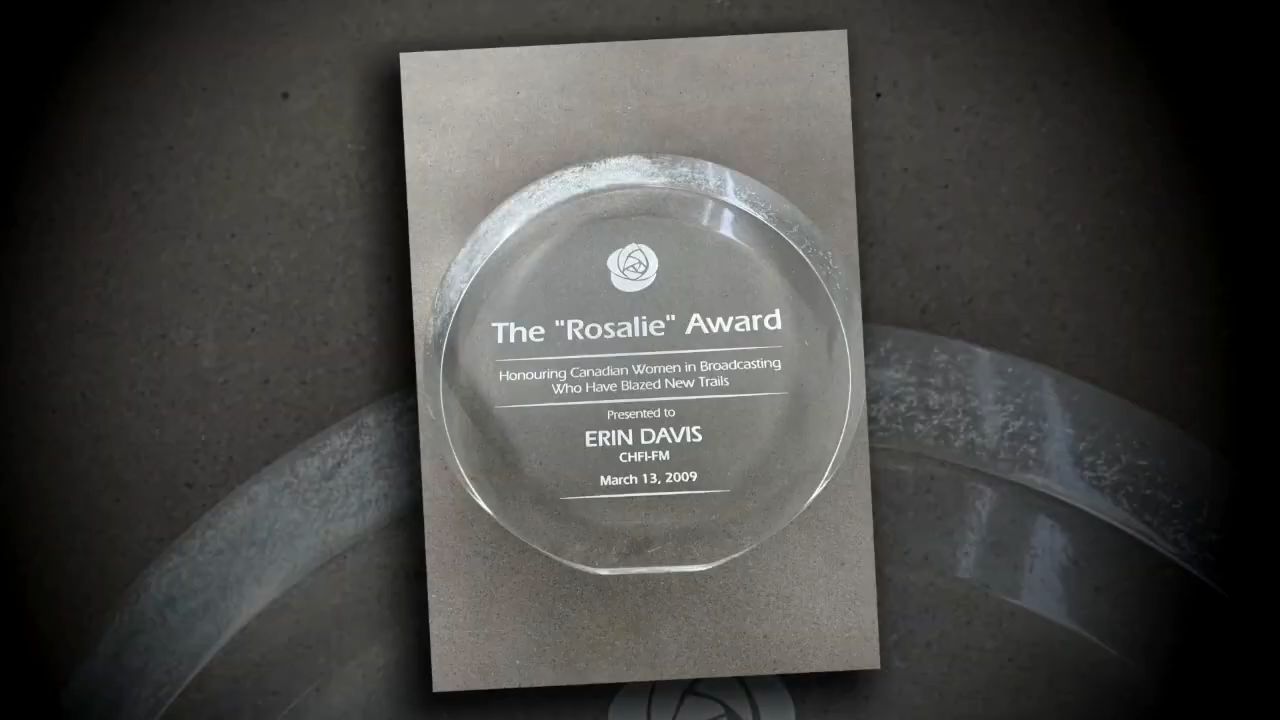 The "Rosalie" Award
Honouring Canadian Women in Broadcasting
Who Have Blazed New Trails
Presented to
ERIN DAVIS
CHFI-FM
March 13, 2009